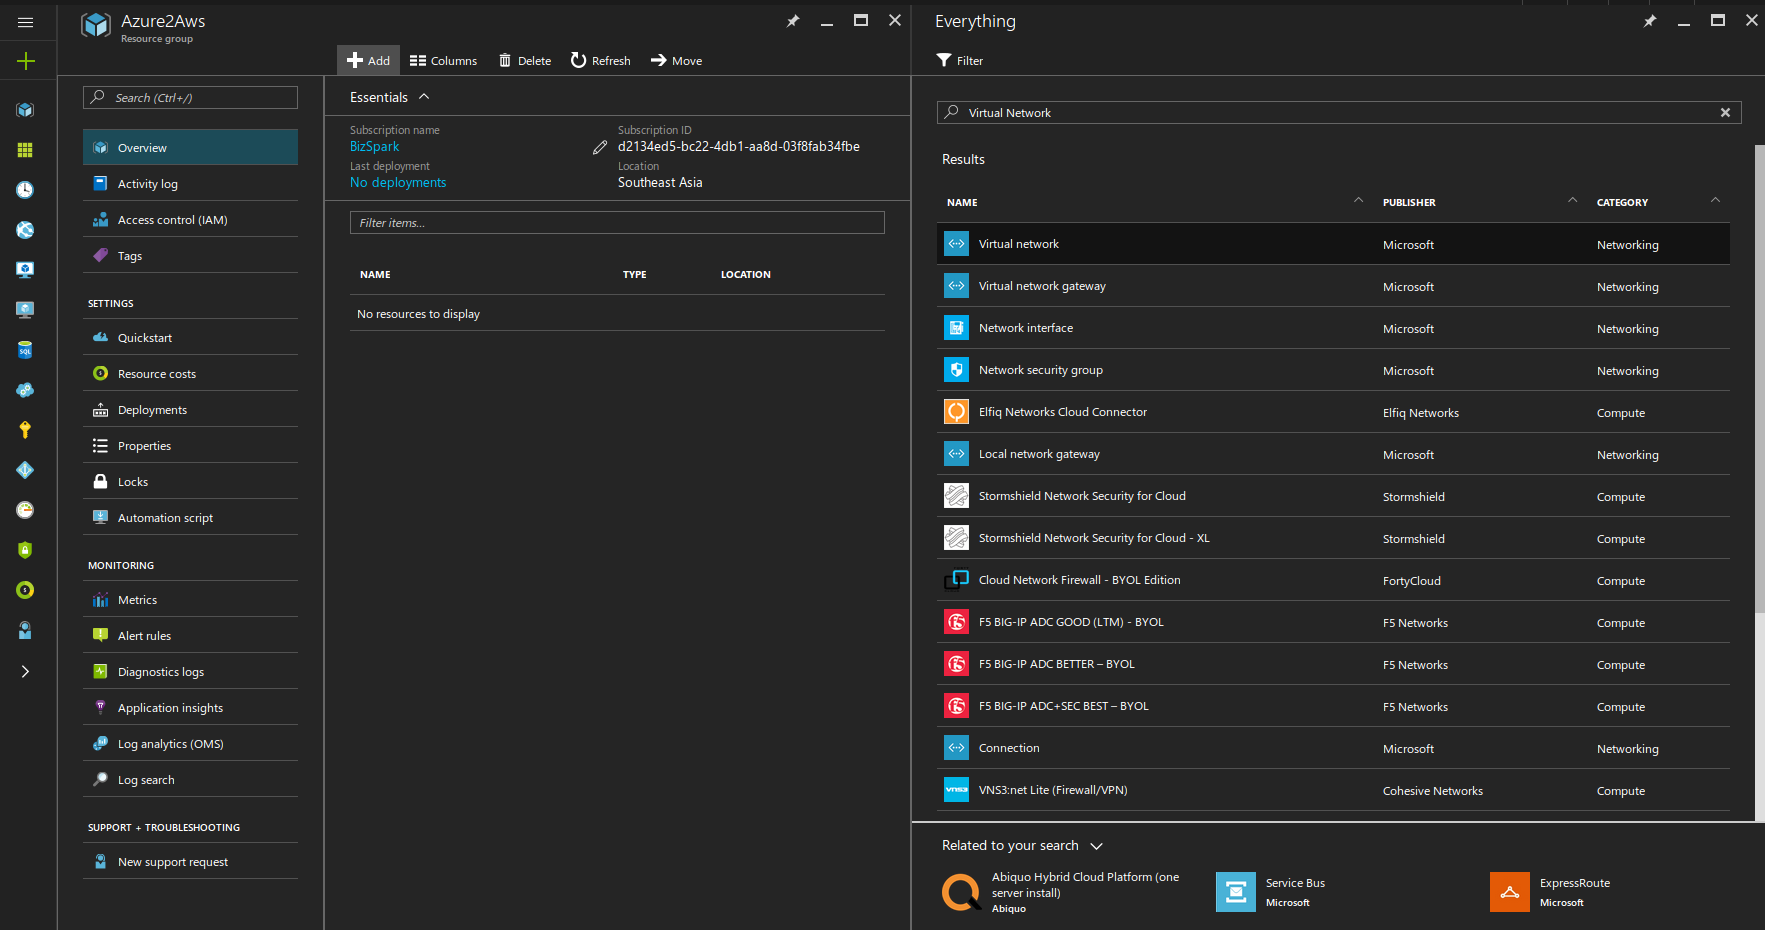 Azure2Aws
Resource group
Add
Columns
Delete
Refresh
Move
Search (Ctrl+/)
Overview
Activity log
Access control (IAM)
Tags
SETTINGS
Quickstart
Resource costs
Deployments
Properties
Locks
Automation script
MONITORING
Metrics
Alert rules
Diagnostics logs
Application insights
Log analytics (OMS)
Log search
SUPPORT + TROUBLESHOOTING
New support request
Essentials
Subscription name
BizSpark
Last deployment
No deployments
Subscription ID
d2134ed5-bc22-4db1-aa8d-03f8fab34fbe
Location
Southeast Asia
Filter items...
NAME TYPE LOCATION
No resources to display
Everything
Filter
Virtual Network
Results
NAME PUBLISHER CATEGORY
Virtual network Microsoft Networking
Virtual network gateway Microsoft Networking
Network interface Microsoft Networking
Network security group Microsoft Networking
Elfiq Networks Cloud Connector Elfiq Networks Compute
Local network gateway Microsoft Networking
Stormshield Network Security for Cloud Stormshield Compute
Stormshield Network Security for Cloud - XL Stormshield Compute
Cloud Network Firewall - BYOL Edition FortyCloud Compute
F5 BIG-IP ADC GOOD (LTM) - BYOL F5 Networks Compute
F5 BIG-IP ADC BETTER – BYOL F5 Networks Compute
F5 BIG-IP ADC+SEC BEST – BYOL F5 Networks Compute
Connection Microsoft Networking
VNS3:net Lite (Firewall/VPN) Cohesive Networks Compute
Related to your search
Abiquo Hybrid Cloud Platform (one
server install)
Abiquo
Service Bus
Microsoft
ExpressRoute
Microsoft